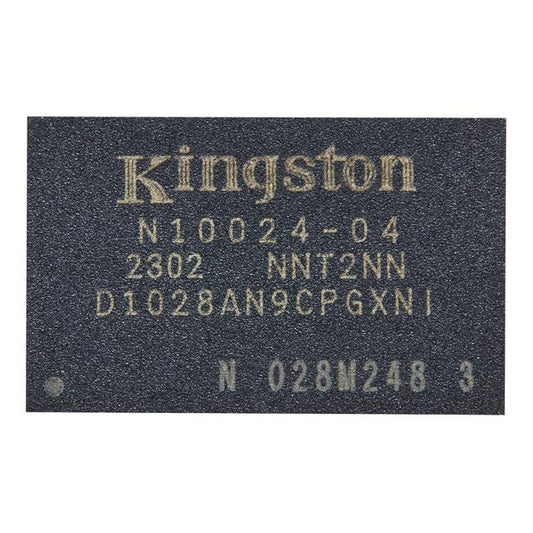 Kingston
N10024-04
2302 NNT2NN
D1028AN9CPGXNI
N 028M248 3